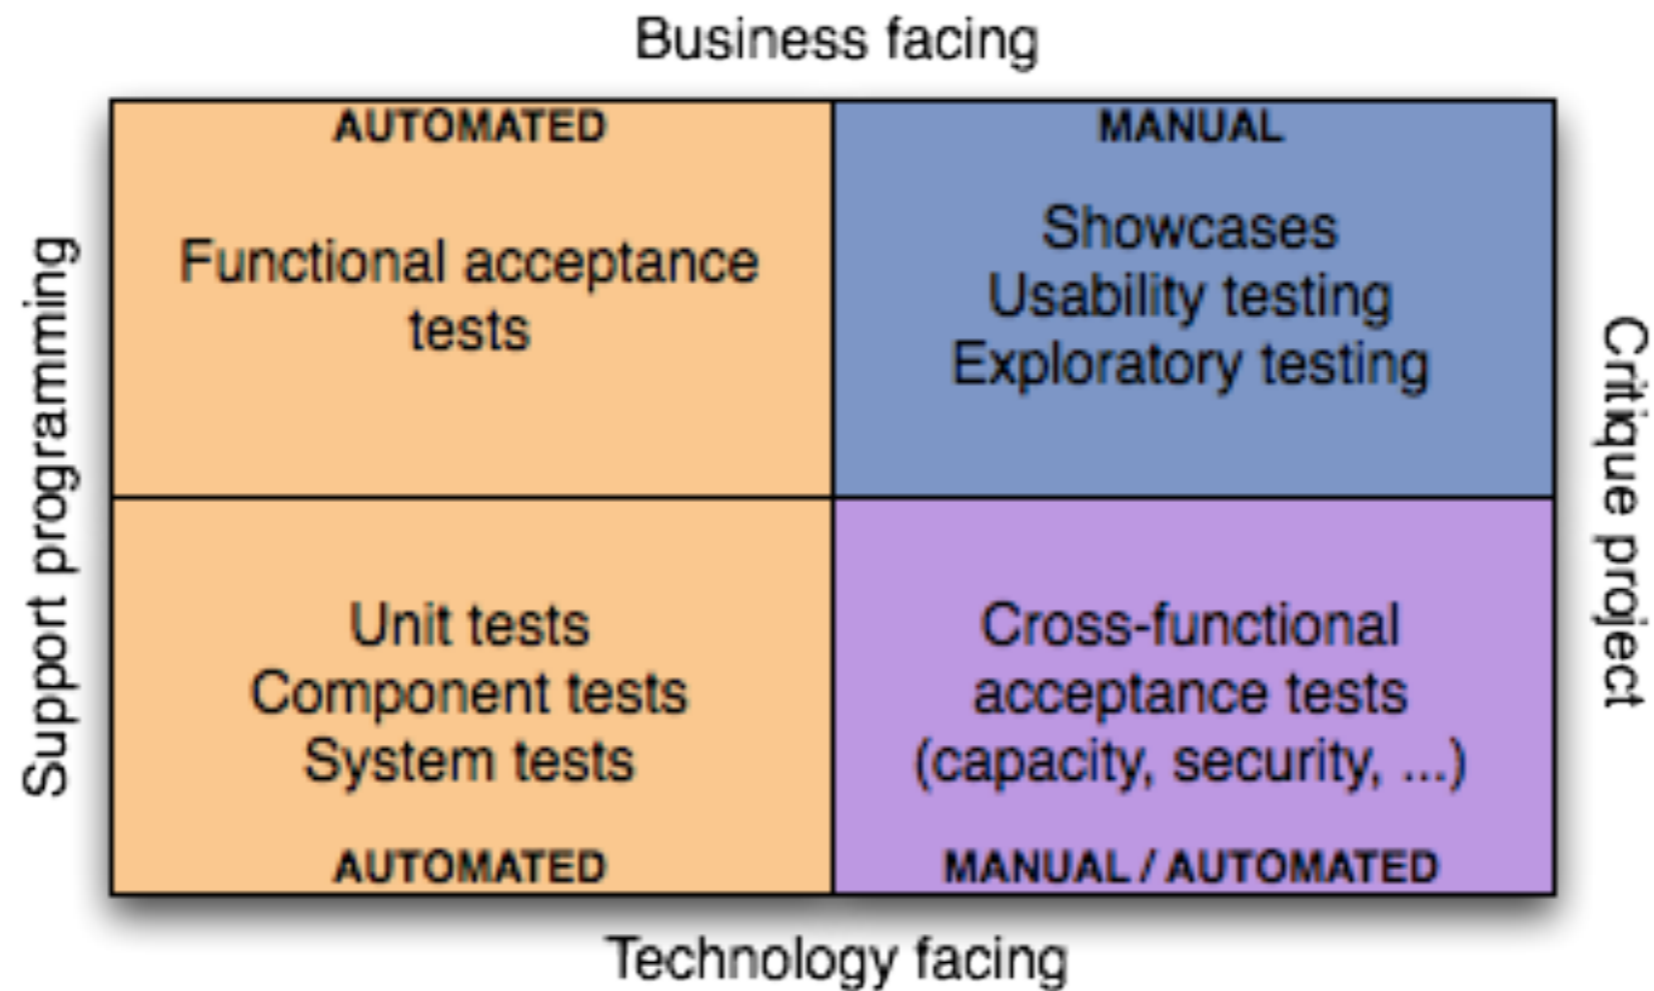 Business facing
AUTOMATED
Functional acceptance
tests
MANUAL
Showcases
Usability testing
Exploratory testing
Support programming
Critique project
Unit tests
Component tests
System tests
AUTOMATED
Cross-functional
acceptance tests
(capacity, security, ...)
MANUAL / AUTOMATED
Technology facing